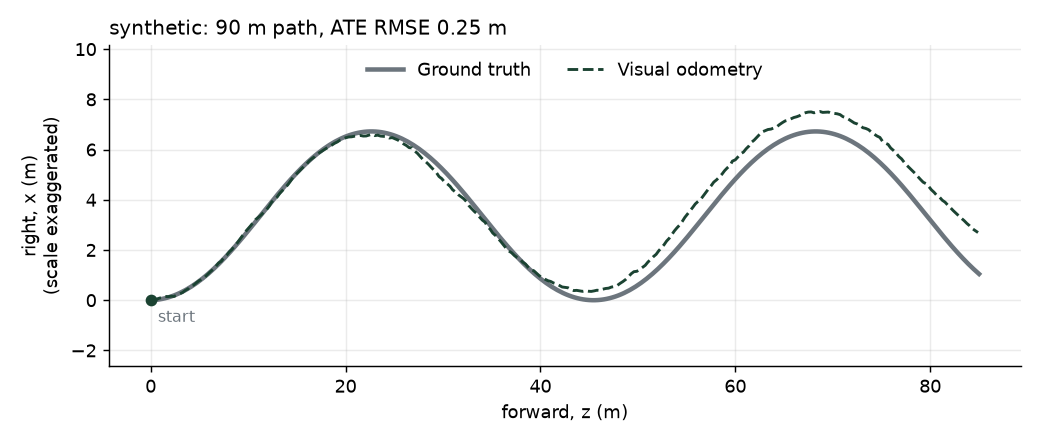 synthetic: 90 m path, ATE RMSE 0.25 m
Ground truth
Visual odometry
10
8
6
4
2
0
−2
right, x (m)
(scale exaggerated)
start
0
20
40
60
80
forward, z (m)